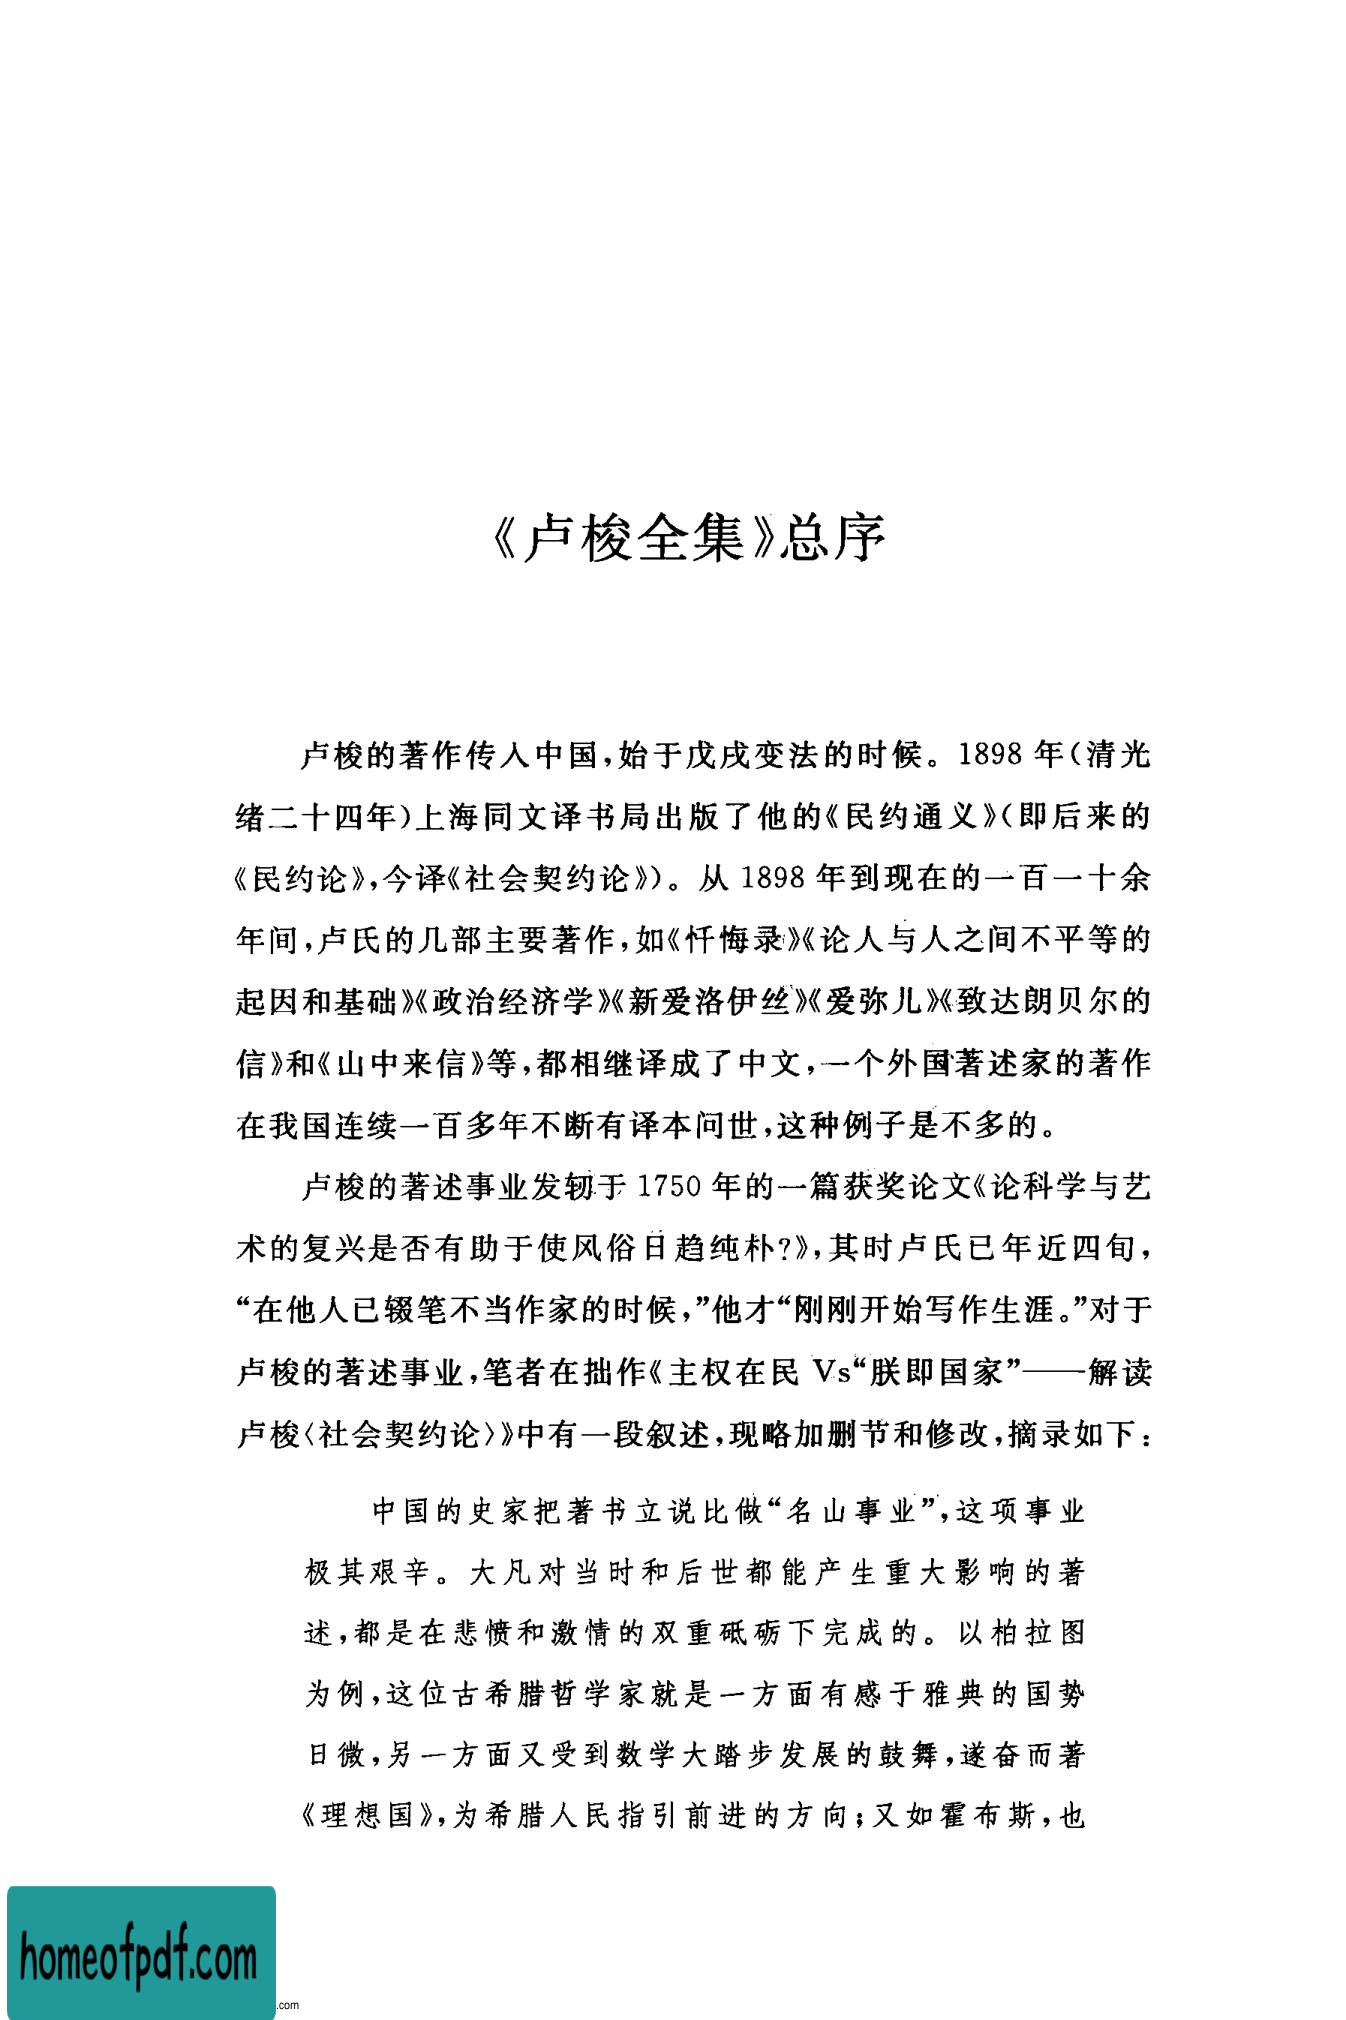 《卢梭全集》总序
卢梭的著作传入中国,始于戊戌变法的时候。1898 年(清光
绪二十四年)上海同文译书局出版了他的《民约通义》(即后来的
《民约论》,今译《社会契约论》)。从 1898 年到现在的一百一十余
年间,卢氏的几部主要著作,如《忏悔录》《论人与人之间不平等的
起因和基础》《政治经济学》《新爱洛伊丝》《爱弥儿》《致达朗贝尔的
信》和《山中来信》等,都相继译成了中文,一个外国著述家的著作
在我国连续一百多年不断有译本问世,这种例子是不多的。
卢梭的著述事业发轫于 1750 年的一篇获奖论文《论科学与艺
术的复兴是否有助于使风俗日趋纯朴?》,其时卢氏已年近四旬,
“在他人已辍笔不当作家的时候,”他才“刚刚开始写作生涯。”对于
卢梭的著述事业,笔者在拙作《主权在民 Vs“朕即国家”——解读
卢梭〈社会契约论〉》中有一段叙述,现略加删节和修改,摘录如下:
中国的史家把著书立说比做“名山事业”,这项事业
极其艰辛。大凡对当时和后世都能产生重大影响的著
述,都是在悲愤和激情的双重砥砺下完成的。以柏拉图
为例,这位古希腊哲学家就是一方面有感于雅典的国势
日微,另一方面又受到数学大踏步发展的鼓舞,遂奋而著
《理想国》,为希腊人民指引前进的方向;又如霍布斯,也
homeofpdf.com
.com